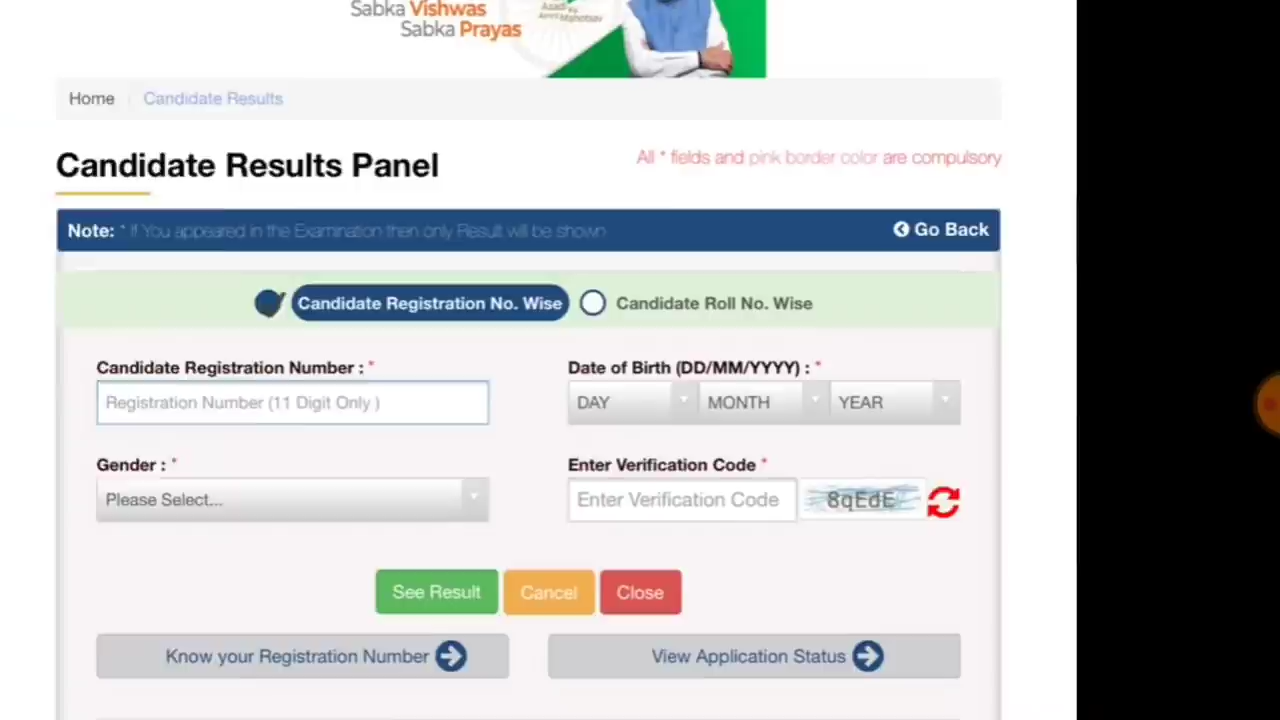 Sabka Vishwas
Sabka Prayas
Azadi Ka
Amrit Mahotsav
Home
Candidate Results
Candidate Results Panel
All * fields and pink border color are compulsory
Note: * If You appeared in the Examination then only Result will be shown
Go Back
Candidate Registration No. Wise
Candidate Roll No. Wise
Candidate Registration Number : *
Date of Birth (DD/MM/YYYY) : *
Registration Number (11 Digit Only )
DAY MONTH YEAR
Gender : *
Enter Verification Code *
Please Select...
Enter Verification Code
8qEdE
See Result
Cancel
Close
Know your Registration Number
View Application Status